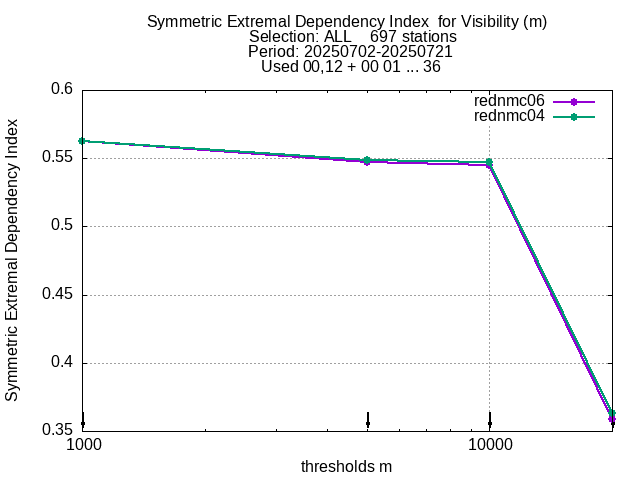 Symmetric Extremal Dependency Index  for Visibility (m)
Selection: ALL    697 stations
Period: 20250702-20250721
Used 00,12 + 00 01 ... 36
rednmc06
rednmc04
Symmetric Extremal Dependency Index
0.6
0.55
0.5
0.45
0.4
0.35
1000
10000
thresholds m